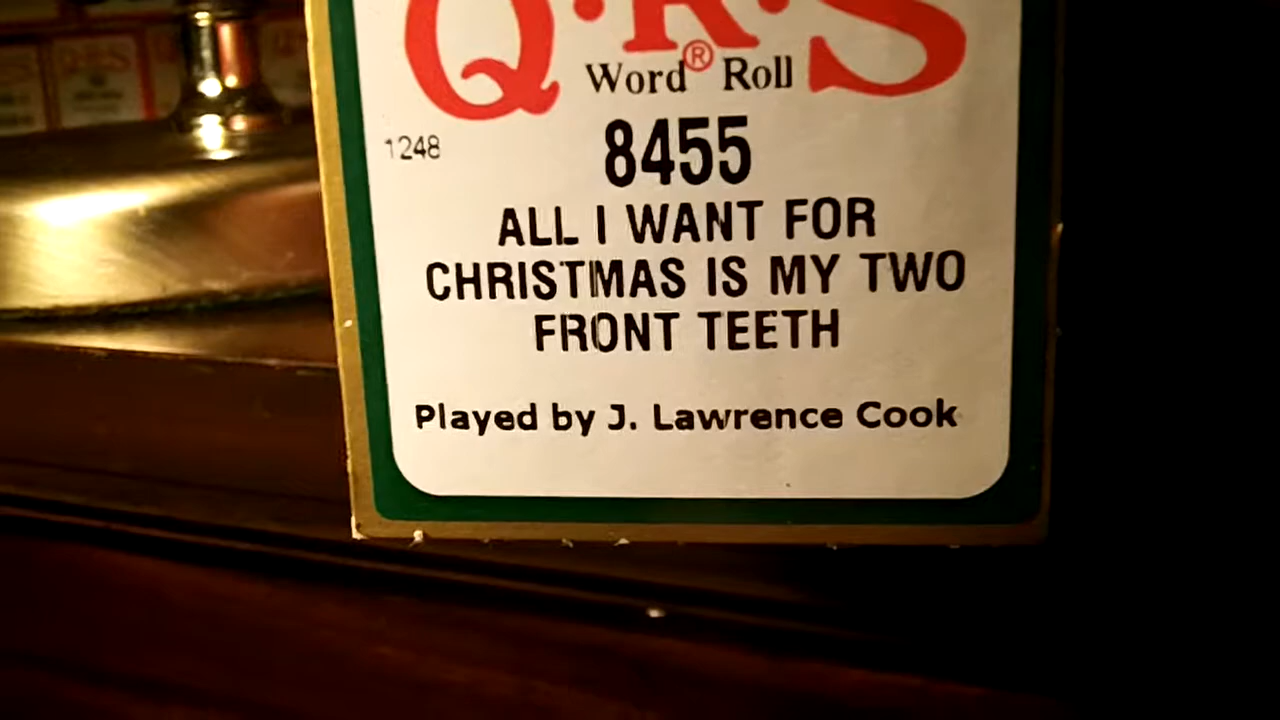 Q·R·S
Word® Roll
1248
8455
ALL I WANT FOR
CHRISTMAS IS MY TWO
FRONT TEETH
Played by J. Lawrence Cook